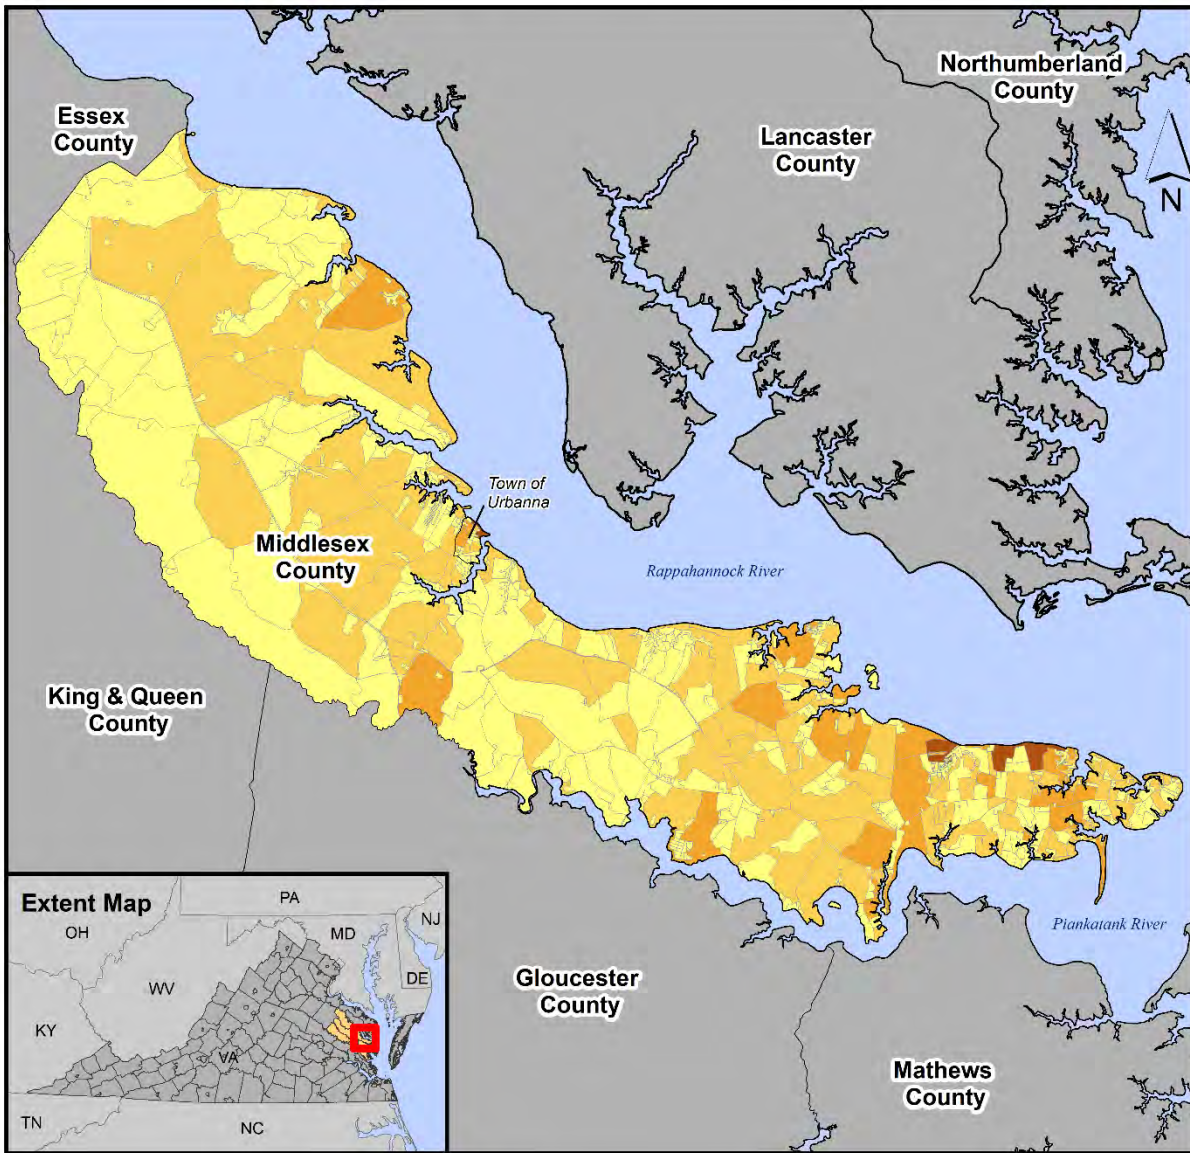 Northumberland
County
Essex
County
Lancaster
County
N
Town of
Urbanna
Middlesex
County
Rappahannock River
King & Queen
County
Extent Map
PA
OH
NJ
MD
DE
WV
KY
VA
TN
NC
Gloucester
County
Piankatank River
Mathews
County